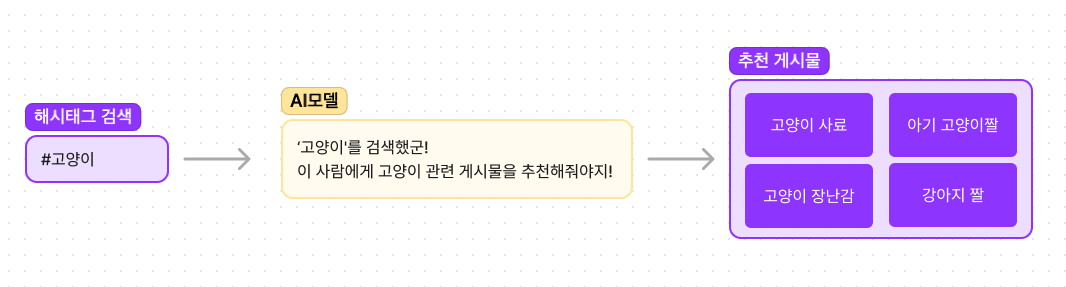 해시태그 검색
#고양이
AI모델
'고양이'를 검색했군!
이 사람에게 고양이 관련 게시물을 추천해줘야지!
추천 게시물
고양이 사료
아기 고양이짤
고양이 장난감
강아지 짤